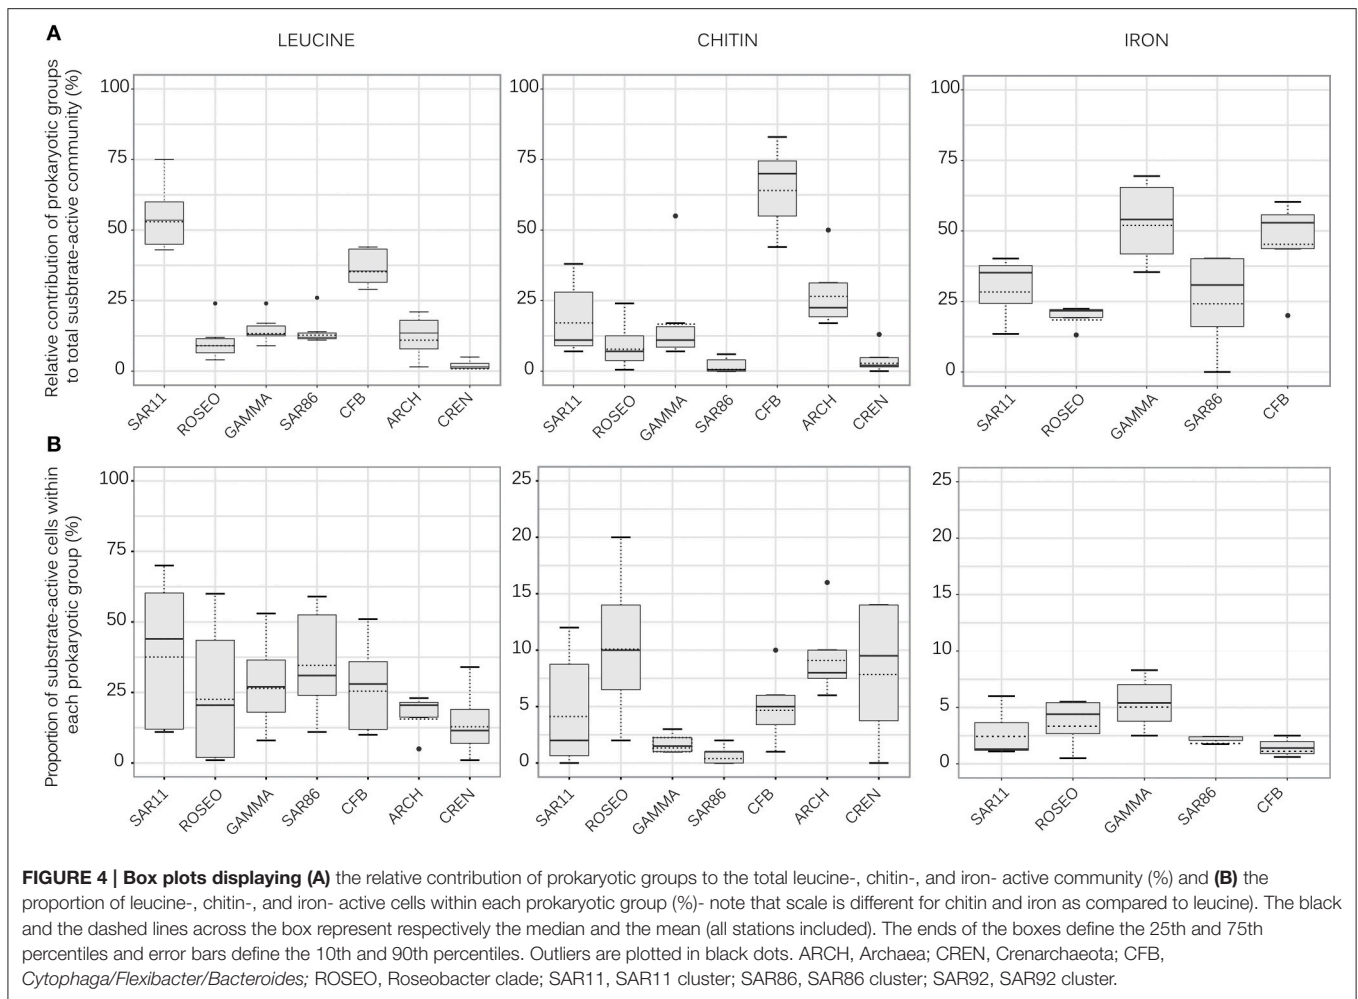 A
LEUCINE
CHITIN
IRON
Relative contribution of prokaryotic groups
to total susbtrate-active community (%)
100
75
50
25
0
SAR11
ROSEO
GAMMA
SAR86
CFB
ARCH
CREN
100
75
50
25
0
SAR11
ROSEO
GAMMA
SAR86
CFB
ARCH
CREN
100
75
50
25
0
SAR11
ROSEO
GAMMA
SAR86
CFB
B
Proportion of substrate-active cells within
each prokaryotic group (%)
100
75
50
25
0
SAR11
ROSEO
GAMMA
SAR86
CFB
ARCH
CREN
25
20
15
10
5
0
SAR11
ROSEO
GAMMA
SAR86
CFB
ARCH
CREN
25
20
15
10
5
0
SAR11
ROSEO
GAMMA
SAR86
CFB
FIGURE 4 | Box plots displaying (A) the relative contribution of prokaryotic groups to the total leucine-, chitin-, and iron- active community (%) and (B) the
proportion of leucine-, chitin-, and iron- active cells within each prokaryotic group (%)- note that scale is different for chitin and iron as compared to leucine). The black
and the dashed lines across the box represent respectively the median and the mean (all stations included). The ends of the boxes define the 25th and 75th
percentiles and error bars define the 10th and 90th percentiles. Outliers are plotted in black dots. ARCH, Archaea; CREN, Crenarchaeota; CFB,
Cytophaga/Flexibacter/Bacteroides; ROSEO, Roseobacter clade; SAR11, SAR11 cluster; SAR86, SAR86 cluster; SAR92, SAR92 cluster.